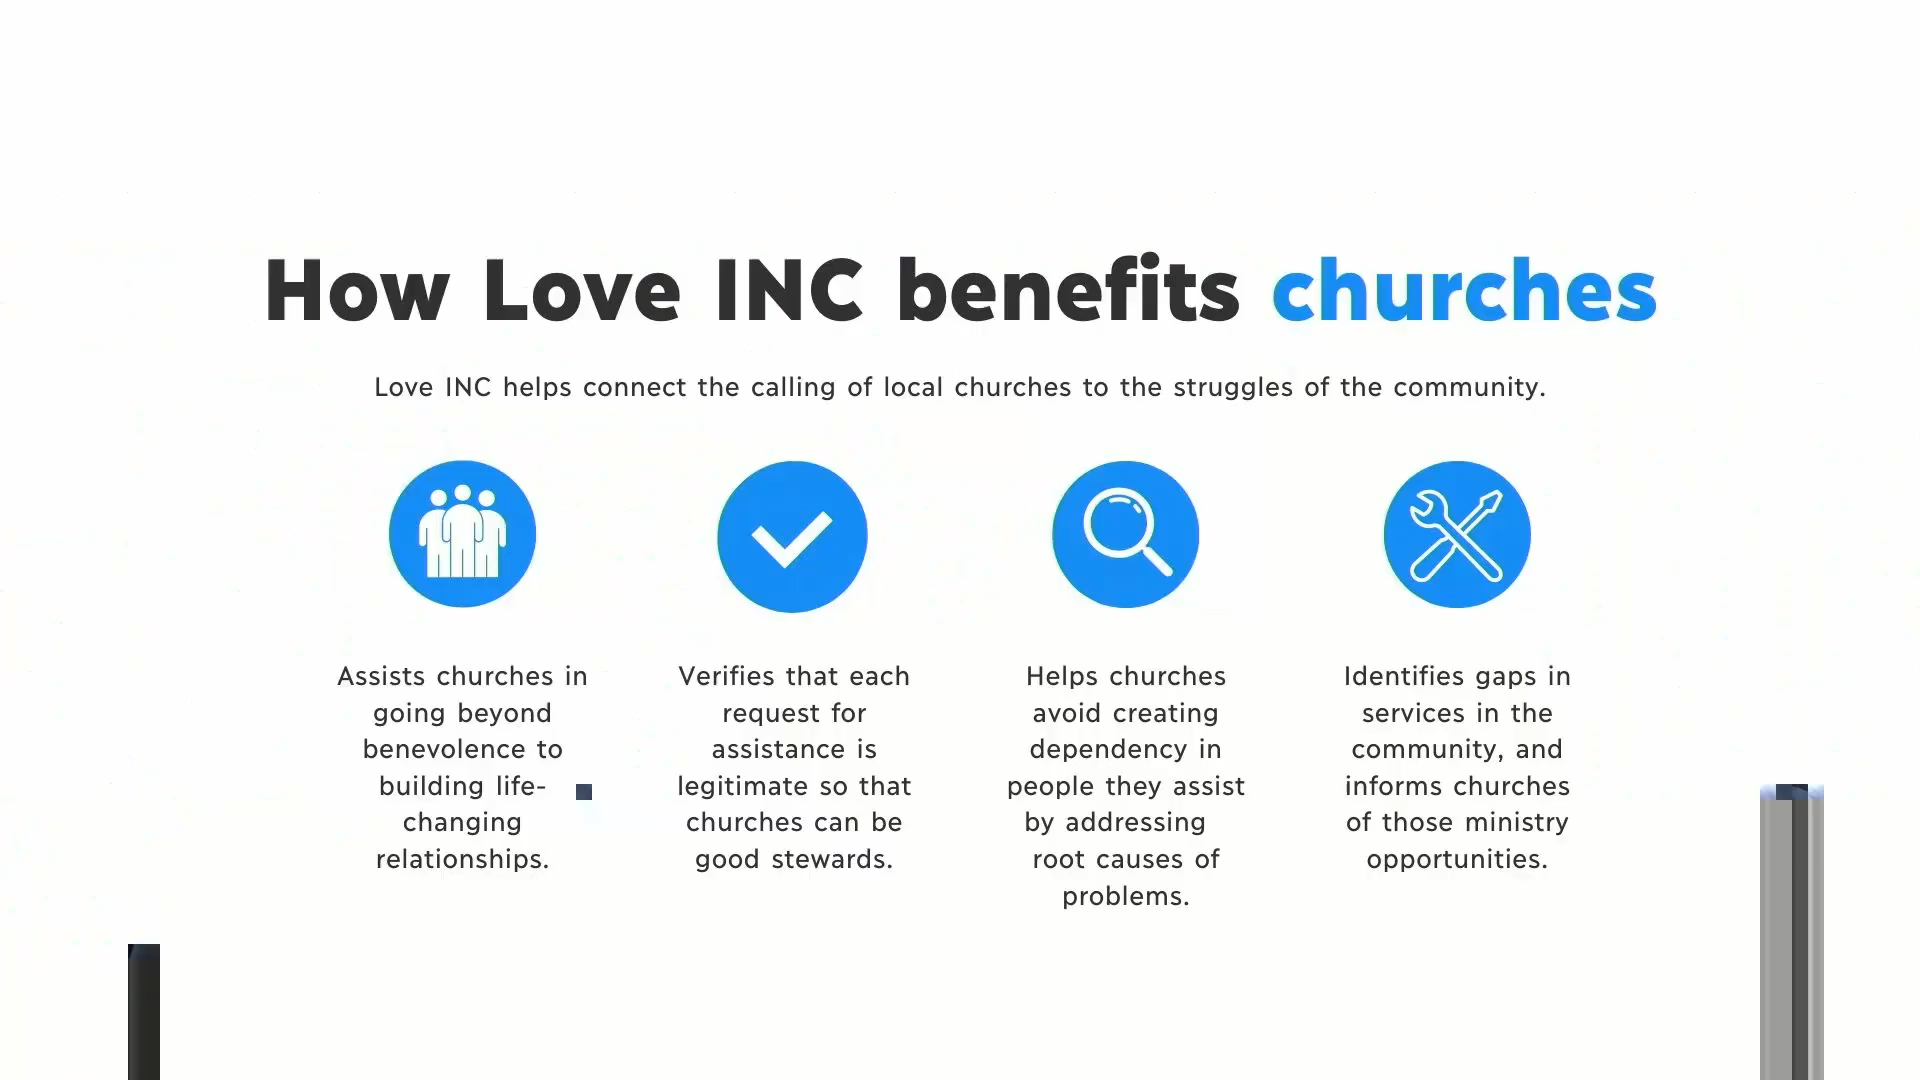 How Love INC benefits churches
Love INC helps connect the calling of local churches to the struggles of the community.
Assists churches in
going beyond
benevolence to
building life-
changing
relationships.
Verifies that each
request for
assistance is
legitimate so that
churches can be
good stewards.
Helps churches
avoid creating
dependency in
people they assist
by addressing
root causes of
problems.
Identifies gaps in
services in the
community, and
informs churches
of those ministry
opportunities.